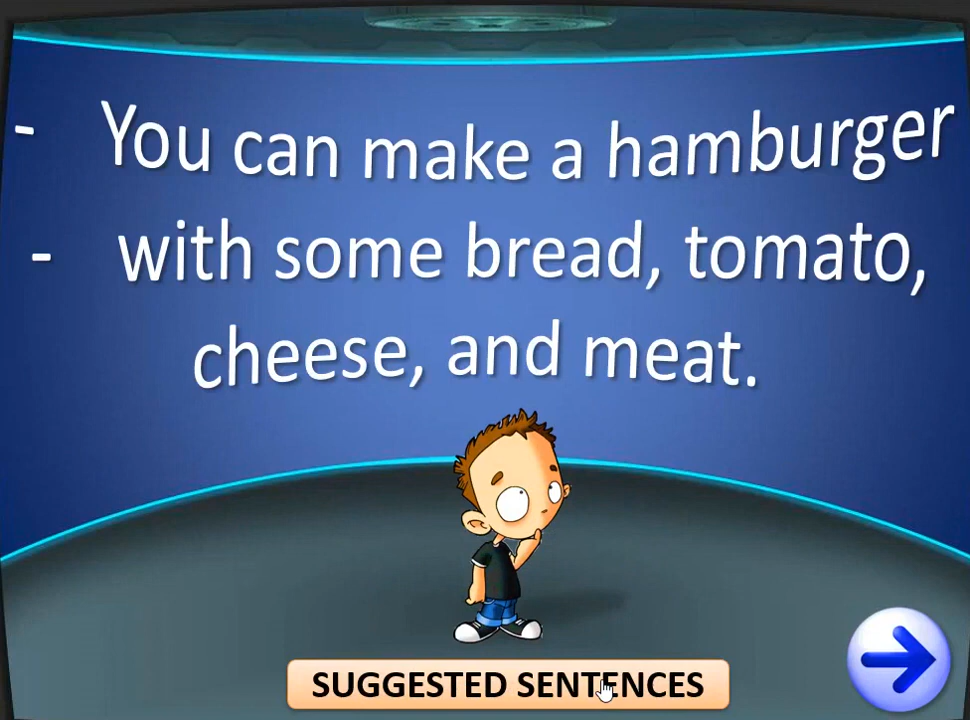 - You can make a hamburger
- with some bread, tomato,
cheese, and meat.
SUGGESTED SENTENCES